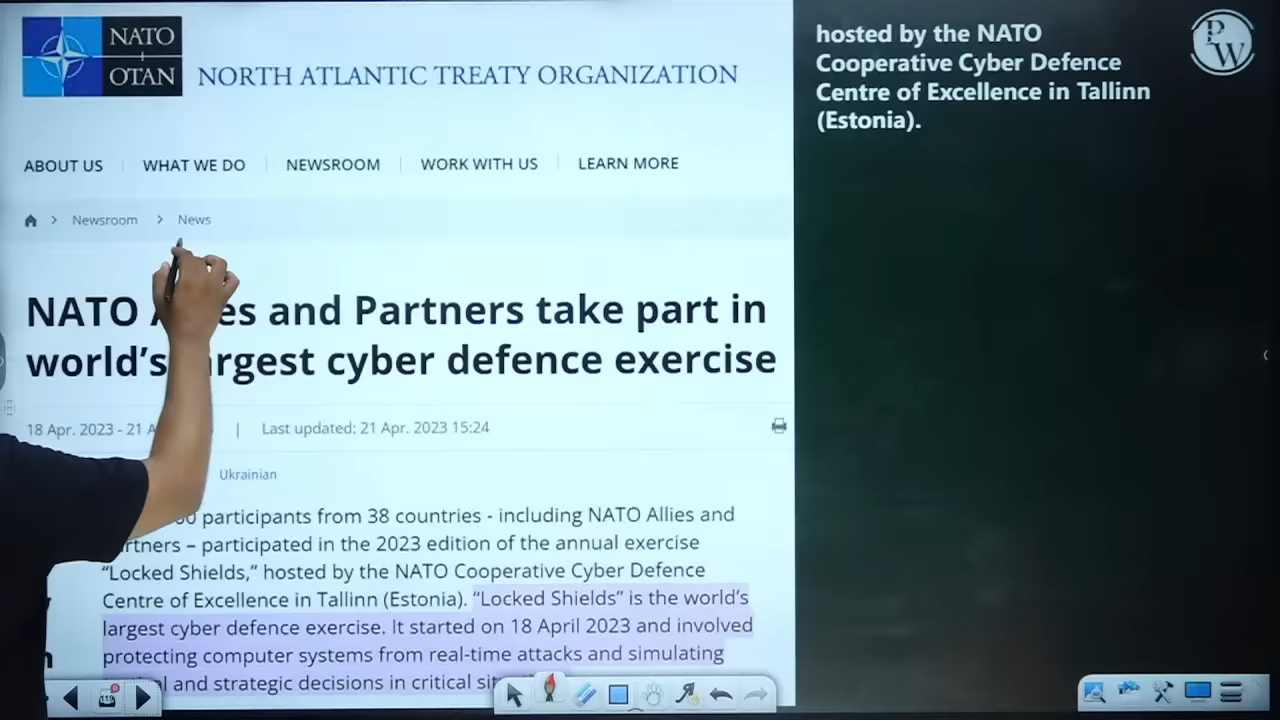 NATO
OTAN
NORTH ATLANTIC TREATY ORGANIZATION
ABOUT US
WHAT WE DO
NEWSROOM
WORK WITH US
LEARN MORE
Newsroom
News
NATO es and Partners take part in
world's rgest cyber defence exercise
18 Apr. 2023 - 21 A
| Last updated: 21 Apr. 2023 15:24
Ukrainian
participants from 38 countries - including NATO Allies and
rtners – participated in the 2023 edition of the annual exercise
“Locked Shields,” hosted by the NATO Cooperative Cyber Defence
Centre of Excellence in Tallinn (Estonia). “Locked Shields” is the world’s
largest cyber defence exercise. It started on 18 April 2023 and involved
protecting computer systems from real-time attacks and simulating
and strategic decisions in critical
hosted by the NATO
Cooperative Cyber Defence
Centre of Excellence in Tallinn
(Estonia).
PW